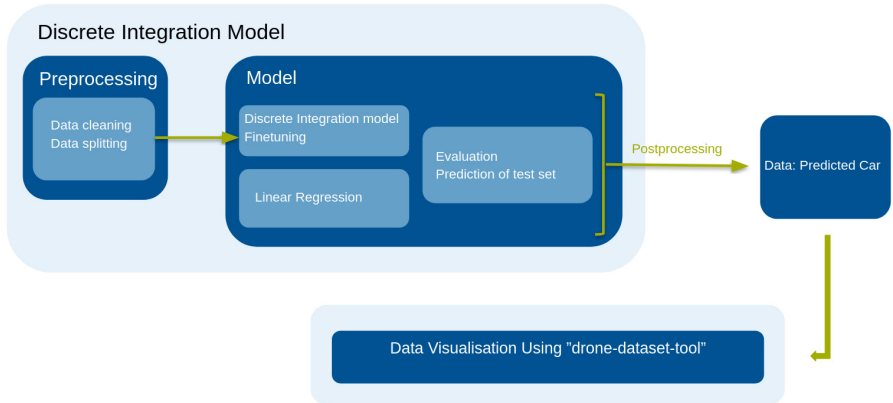 Discrete Integration Model
Preprocessing
Data cleaning
Data splitting
Model
Discrete Integration model
Finetuning
Linear Regression
Evaluation
Prediction of test set
Postprocessing
Data: Predicted Car
Data Visualisation Using ”drone-dataset-tool”